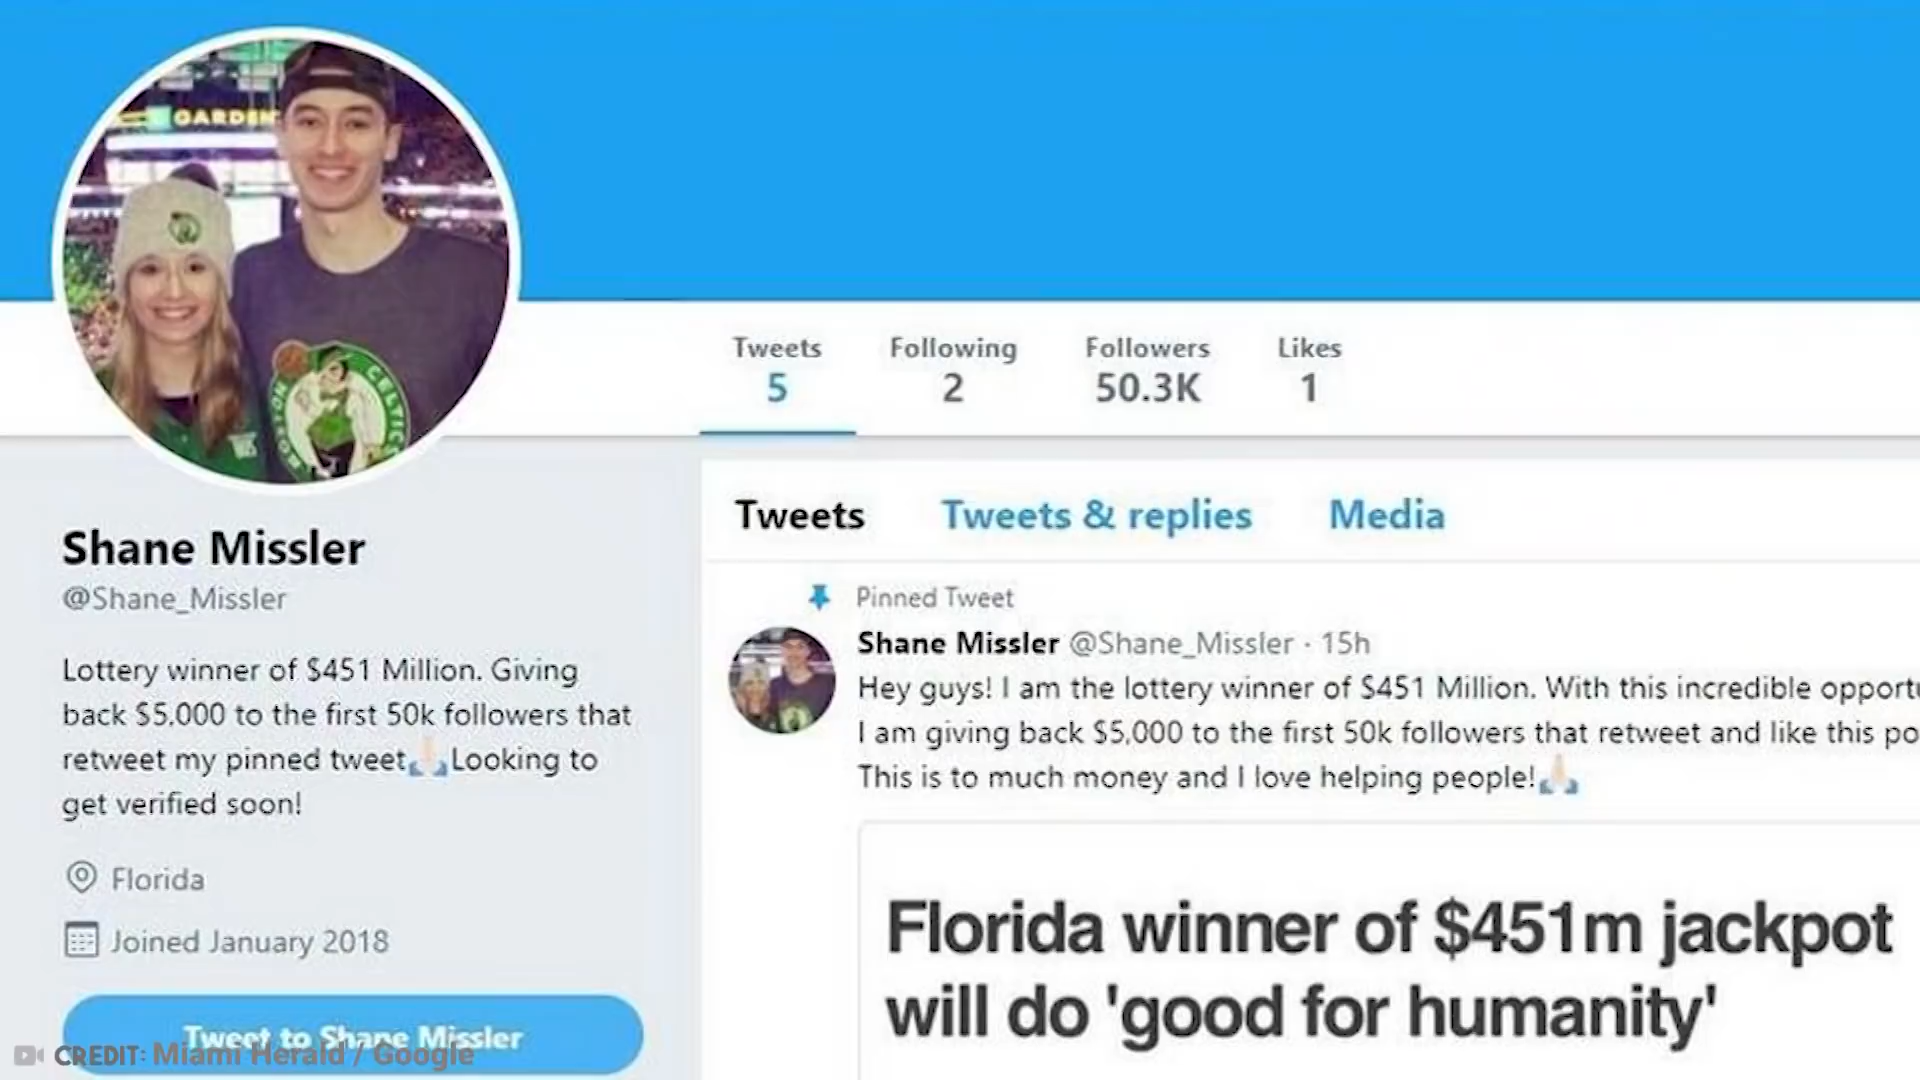 GARDEN
BOSTON CELTICS
Tweets Following Followers Likes
5 2 50.3K 1
Shane Missler
@Shane_Missler
Lottery winner of $451 Million. Giving
back $5.000 to the first 50k followers that
retweet my pinned tweet🙏🏻Looking to
get verified soon!
Florida
Joined January 2018
Tweet to Shane Missler
Tweets Tweets & replies Media
Pinned Tweet
Shane Missler @Shane_Missler · 15h
Hey guys! I am the lottery winner of $451 Million. With this incredible opportu
I am giving back $5,000 to the first 50k followers that retweet and like this po
This is to much money and I love helping people!🙏🏻
Florida winner of $451m jackpot
will do 'good for humanity'
CREDIT: Miami Herald / Google